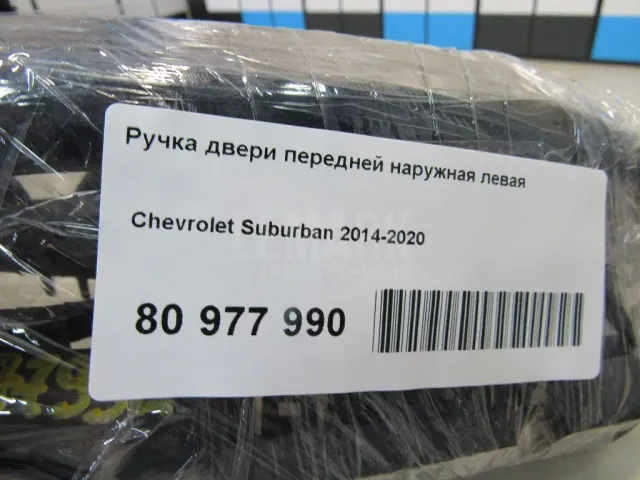 Ручка двери передней наружная левая
Chevrolet Suburban 2014-2020
80 977 990